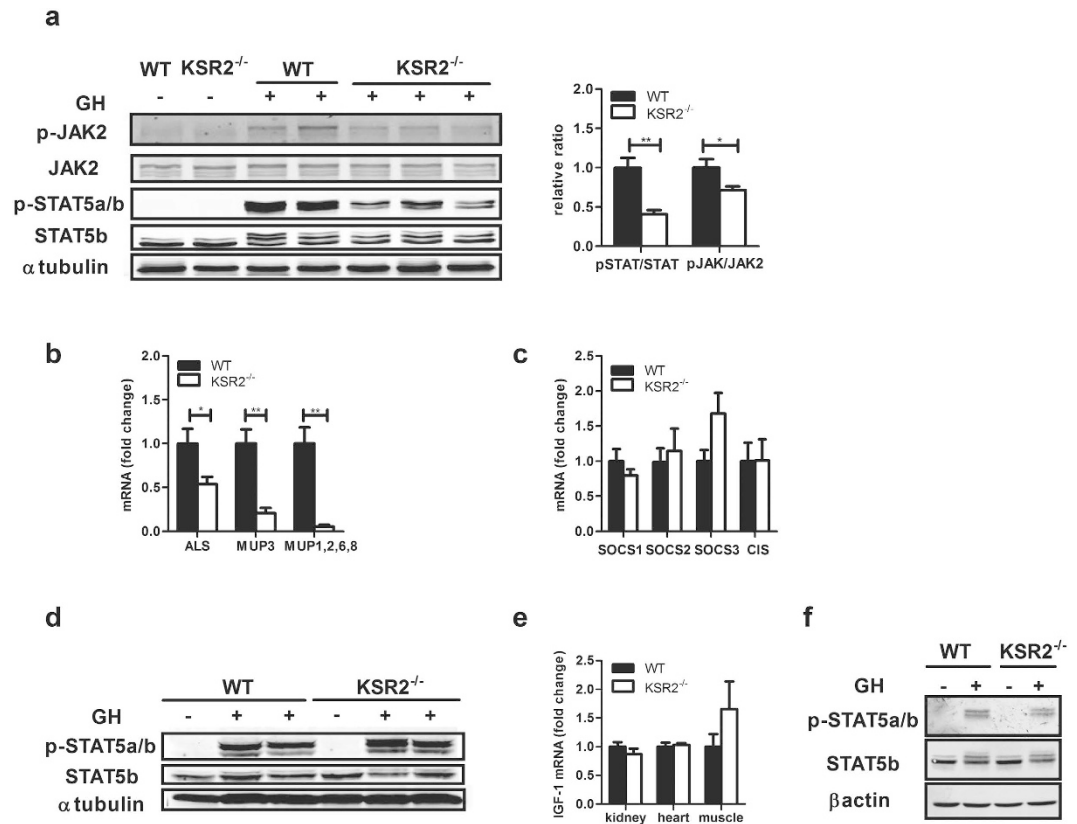 a
WT KSR2-/- WT KSR2-/-
GH - - + + + + +
p-JAK2
JAK2
p-STAT5a/b
STAT5b
α tubulin
WT
KSR2-/-
relative ratio
2.0
1.5
1.0
0.5
0.0
** *
pSTAT/STAT pJAK/JAK2
b
WT
KSR2-/-
mRNA (fold change)
2.0
1.5
1.0
0.5
0.0
* ** **
ALS MUP3 MUP1,2,6,8
c
WT
KSR2-/-
mRNA (fold change)
2.5
2.0
1.5
1.0
0.5
0.0
SOCS1 SOCS2 SOCS3 CIS
d
WT KSR2-/-
GH - + + - + +
p-STAT5a/b
STAT5b
α tubulin
e
WT
KSR2-/-
IGF-1 mRNA (fold change)
2.5
2.0
1.5
1.0
0.5
0.0
kidney heart muscle
f
WT KSR2-/-
GH - + - +
p-STAT5a/b
STAT5b
β actin